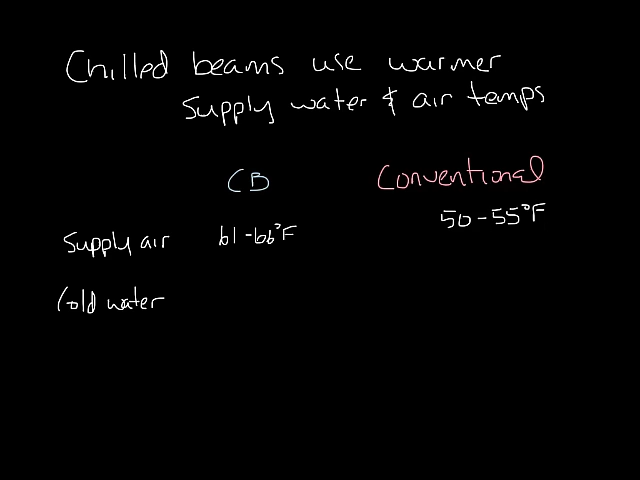 Chilled beams use warmer
supply water & air temps
CB Conventional
Supply air 61-66°F 50-55°F
Cold water